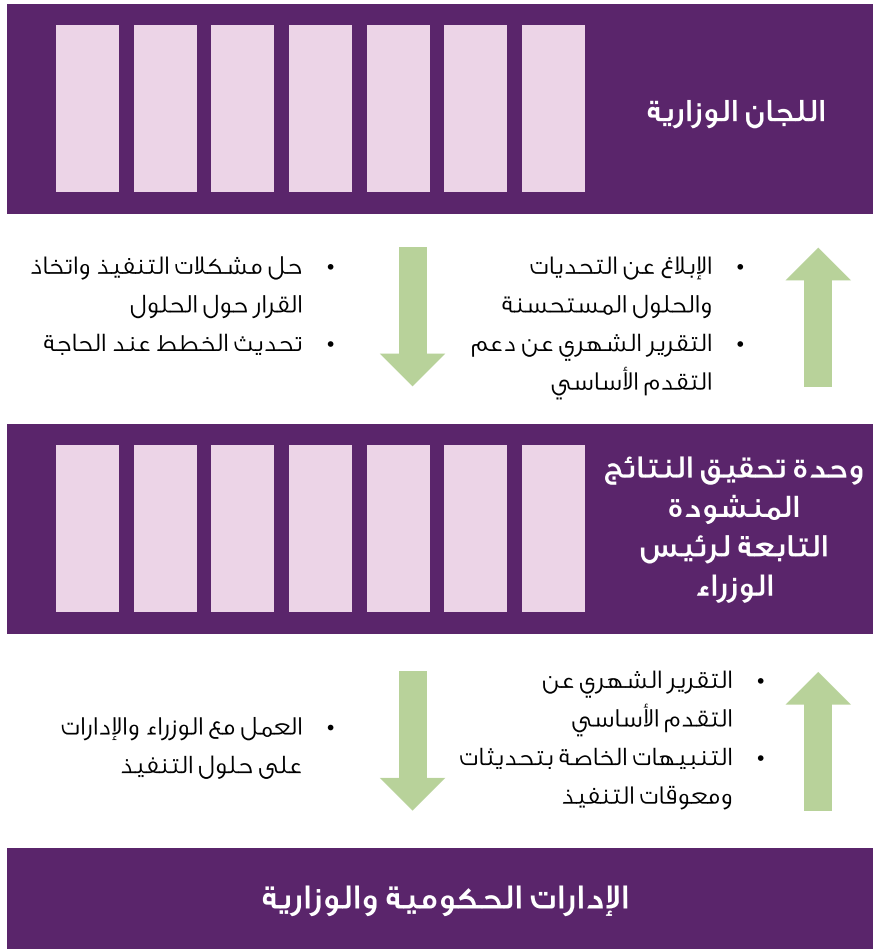 اللجان الوزارية
• الإبلاغ عن التحديات
والحلول المستحسنة
• التقرير الشهري عن دعم
التقدم الأساسي
• حل مشكلات التنفيذ واتخاذ
القرار حول الحلول
• تحديث الخطط عند الحاجة
وحدة تحقيق النتائج
المنشودة
التابعة لرئيس
الوزراء
• التقرير الشهري عن
التقدم الأساسي
• التنبيهات الخاصة بتحديثات
ومعوقات التنفيذ
• العمل مع الوزراء والإدارات
على حلول التنفيذ
الإدارات الحكومية والوزارية